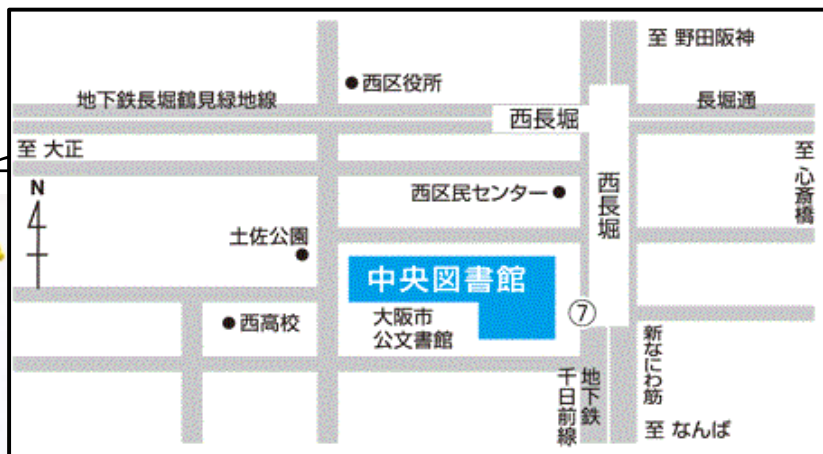 至 野田阪神
西区役所
地下鉄長堀鶴見緑地線
長堀通
西長堀
至 大正
至 心斎橋
N
西区民センター
西長堀
土佐公園
中央図書館
大阪市
公文書館
⑦
西高校
新なにわ筋
地下鉄
千日前線
至 なんば